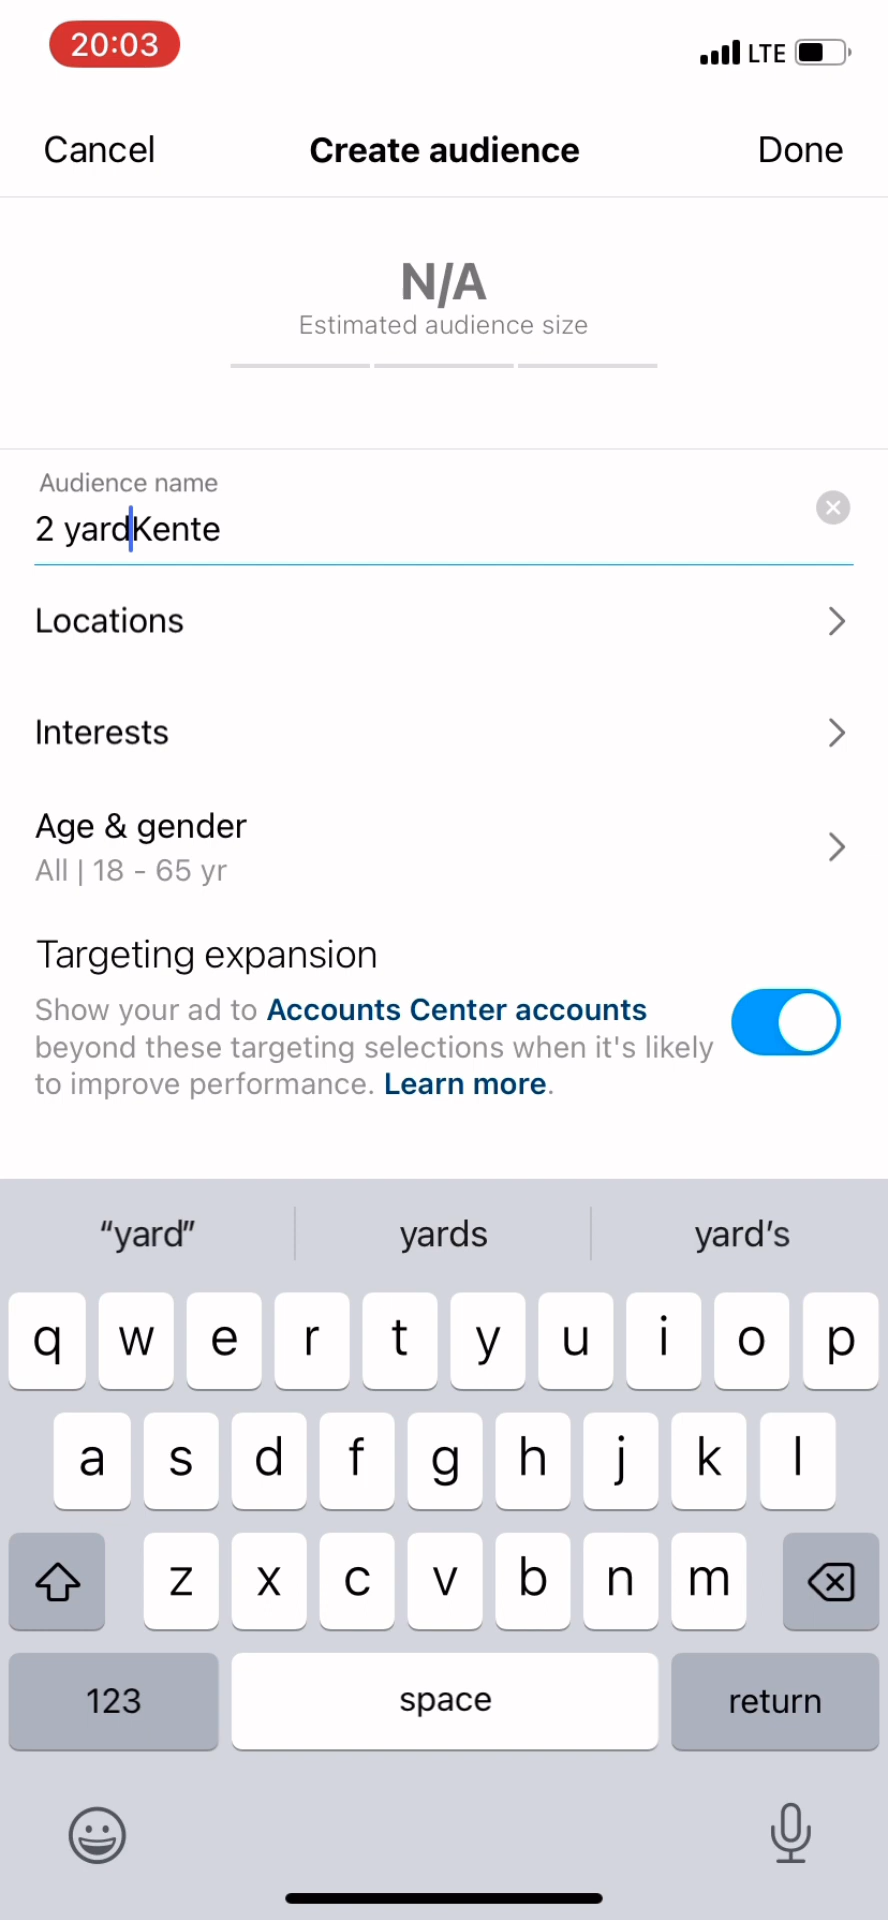 20:03
LTE
Cancel
Create audience
Done
N/A
Estimated audience size
Audience name
2 yardKente
Locations
Interests
Age & gender
All | 18 - 65 yr
Targeting expansion
Show your ad to Accounts Center accounts
beyond these targeting selections when it's likely
to improve performance. Learn more.
“yard”
yards
yard’s
q w e r t y u i o p
a s d f g h j k l
z x c v b n m
123
space
return